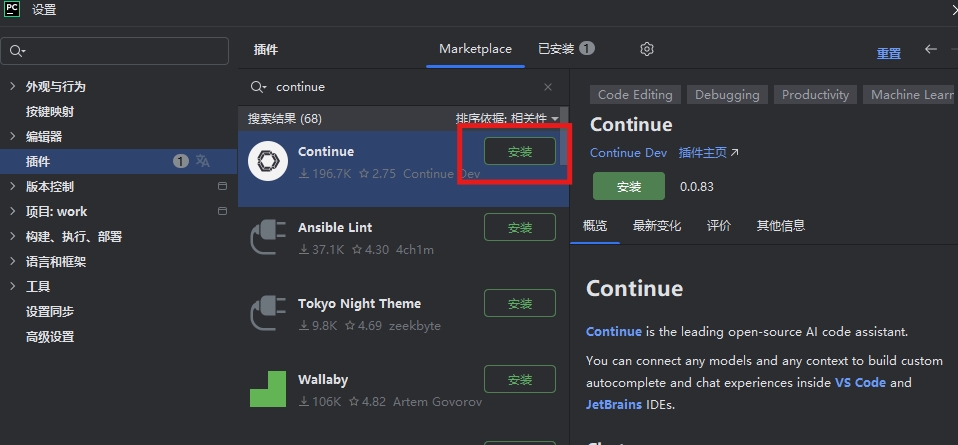 PC 设置
外观与行为
按键映射
编辑器
插件 1
版本控制
项目: work
构建、执行、部署
语言和框架
工具
设置同步
高级设置
插件 Marketplace 已安装 1
重置
continue
搜索结果 (68) 排序依据: 相关性
Continue 安装
196.7K 2.75 Continue Dev
Ansible Lint 安装
37.1K 4.30 4ch1m
Tokyo Night Theme 安装
9.8K 4.69 zeekbyte
Wallaby 安装
106K 4.82 Artem Govorov
Code Editing Debugging Productivity Machine Learn
Continue
Continue Dev 插件主页
安装 0.0.83
概览 最新变化 评价 其他信息
Continue
Continue is the leading open-source AI code assistant.
You can connect any models and any context to build custom
autocomplete and chat experiences inside VS Code and
JetBrains IDEs.